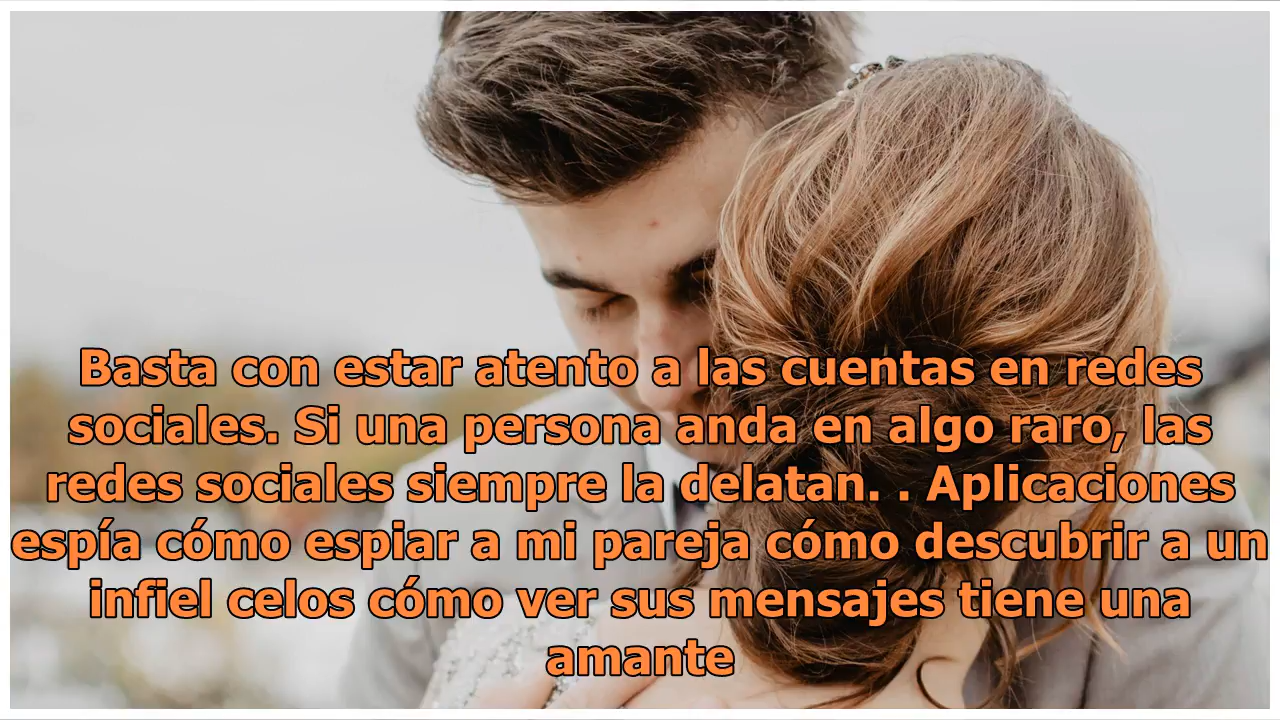 Basta con estar atento a las cuentas en redes
sociales. Si una persona anda en algo raro, las
redes sociales siempre la delatan. . Aplicaciones
espía cómo espiar a mi pareja cómo descubrir a un
infiel celos cómo ver sus mensajes tiene una
amante